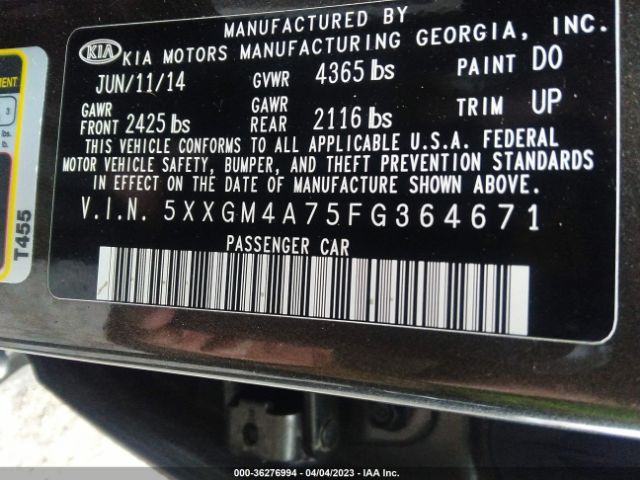 MANUFACTURED BY
KIA KIA MOTORS MANUFACTURING GEORGIA, INC.
JUN/11/14 GVWR 4365 lbs PAINT DO
GAWR FRONT 2425 lbs GAWR REAR 2116 lbs TRIM UP
THIS VEHICLE CONFORMS TO ALL APPLICABLE U.S.A. FEDERAL
MOTOR VEHICLE SAFETY, BUMPER, AND THEFT PREVENTION STANDARDS
IN EFFECT ON THE DATE OF MANUFACTURE SHOWN ABOVE.
V.I.N. 5XXGM4A75FG364671
PASSENGER CAR
3
lbs.
T455
000-36276994 - 04/04/2023 - IAA Inc.